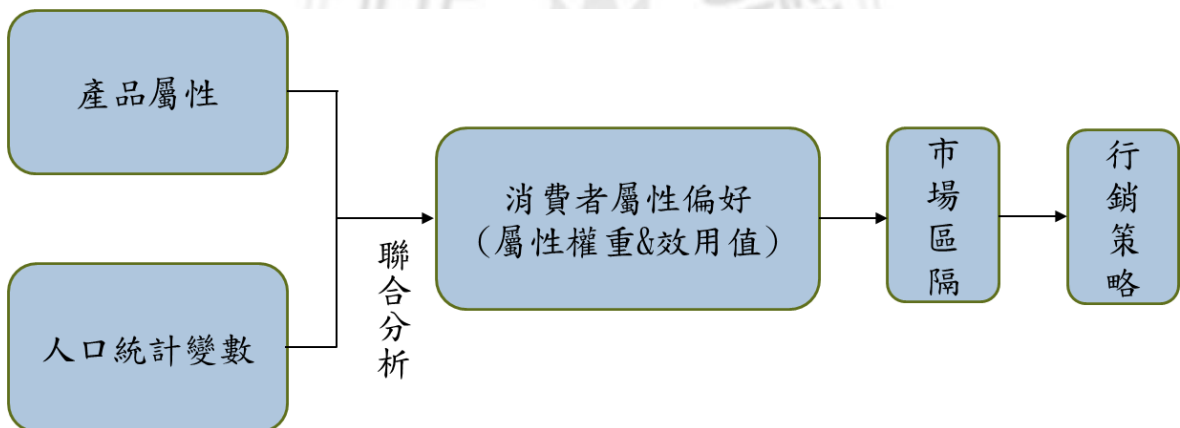 產品屬性
人口統計變數
聯合分析
消費者屬性偏好
（屬性權重&效用值）
市場區隔
行銷策略